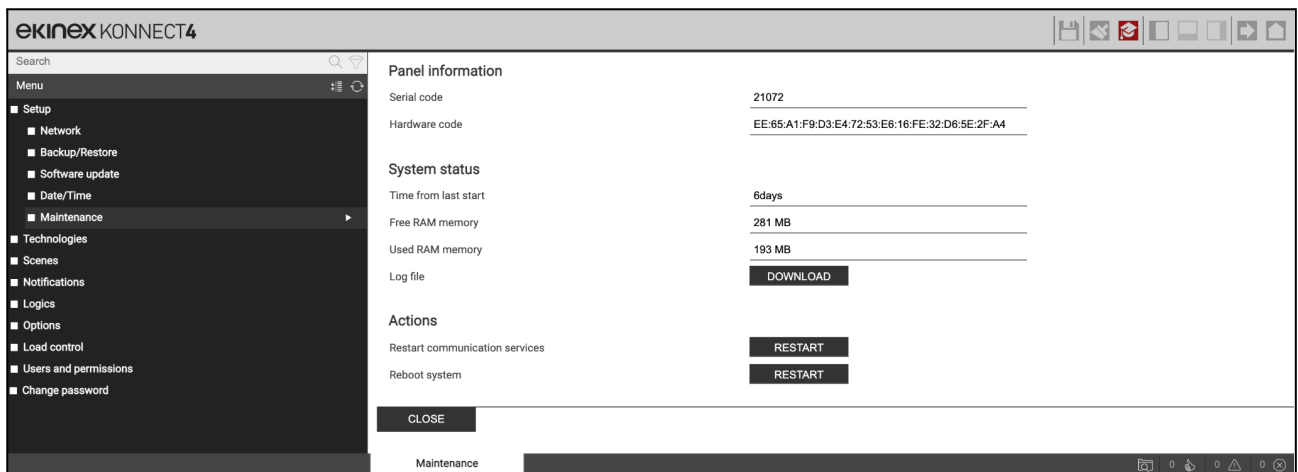 ekinex KONNECT4
Search
Menu
Setup
Network
Backup/Restore
Software update
Date/Time
Maintenance
Technologies
Scenes
Notifications
Logics
Options
Load control
Users and permissions
Change password
Panel information
Serial code 21072
Hardware code EE:65:A1:F9:D3:E4:72:53:E6:16:FE:32:D6:5E:2F:A4
System status
Time from last start 6days
Free RAM memory 281 MB
Used RAM memory 193 MB
Log file DOWNLOAD
Actions
Restart communication services RESTART
Reboot system RESTART
CLOSE
Maintenance
0 0 0